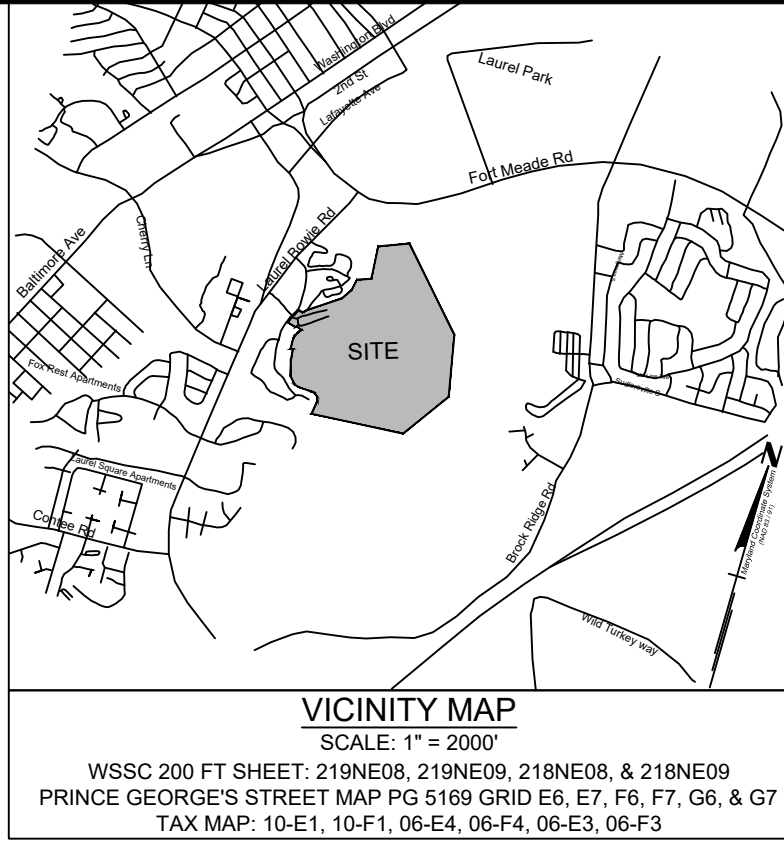 Washington Blvd
2nd St
Lafayette Ave
Laurel Park
Fort Meade Rd
Cherry Ln
Laurel Bowie Rd
Baltimore Ave
SITE
Fox Rest Apartments
Laurel Square Apartments
Contee Rd
Brock Ridge Rd
N
Maryland Coordinate System
(NAD 83 / 91)
Wild Turkey way
VICINITY MAP
SCALE: 1" = 2000'
WSSC 200 FT SHEET: 219NE08, 219NE09, 218NE08, & 218NE09
PRINCE GEORGE'S STREET MAP PG 5169 GRID E6, E7, F6, F7, G6, & G7
TAX MAP: 10-E1, 10-F1, 06-E4, 06-F4, 06-E3, 06-F3